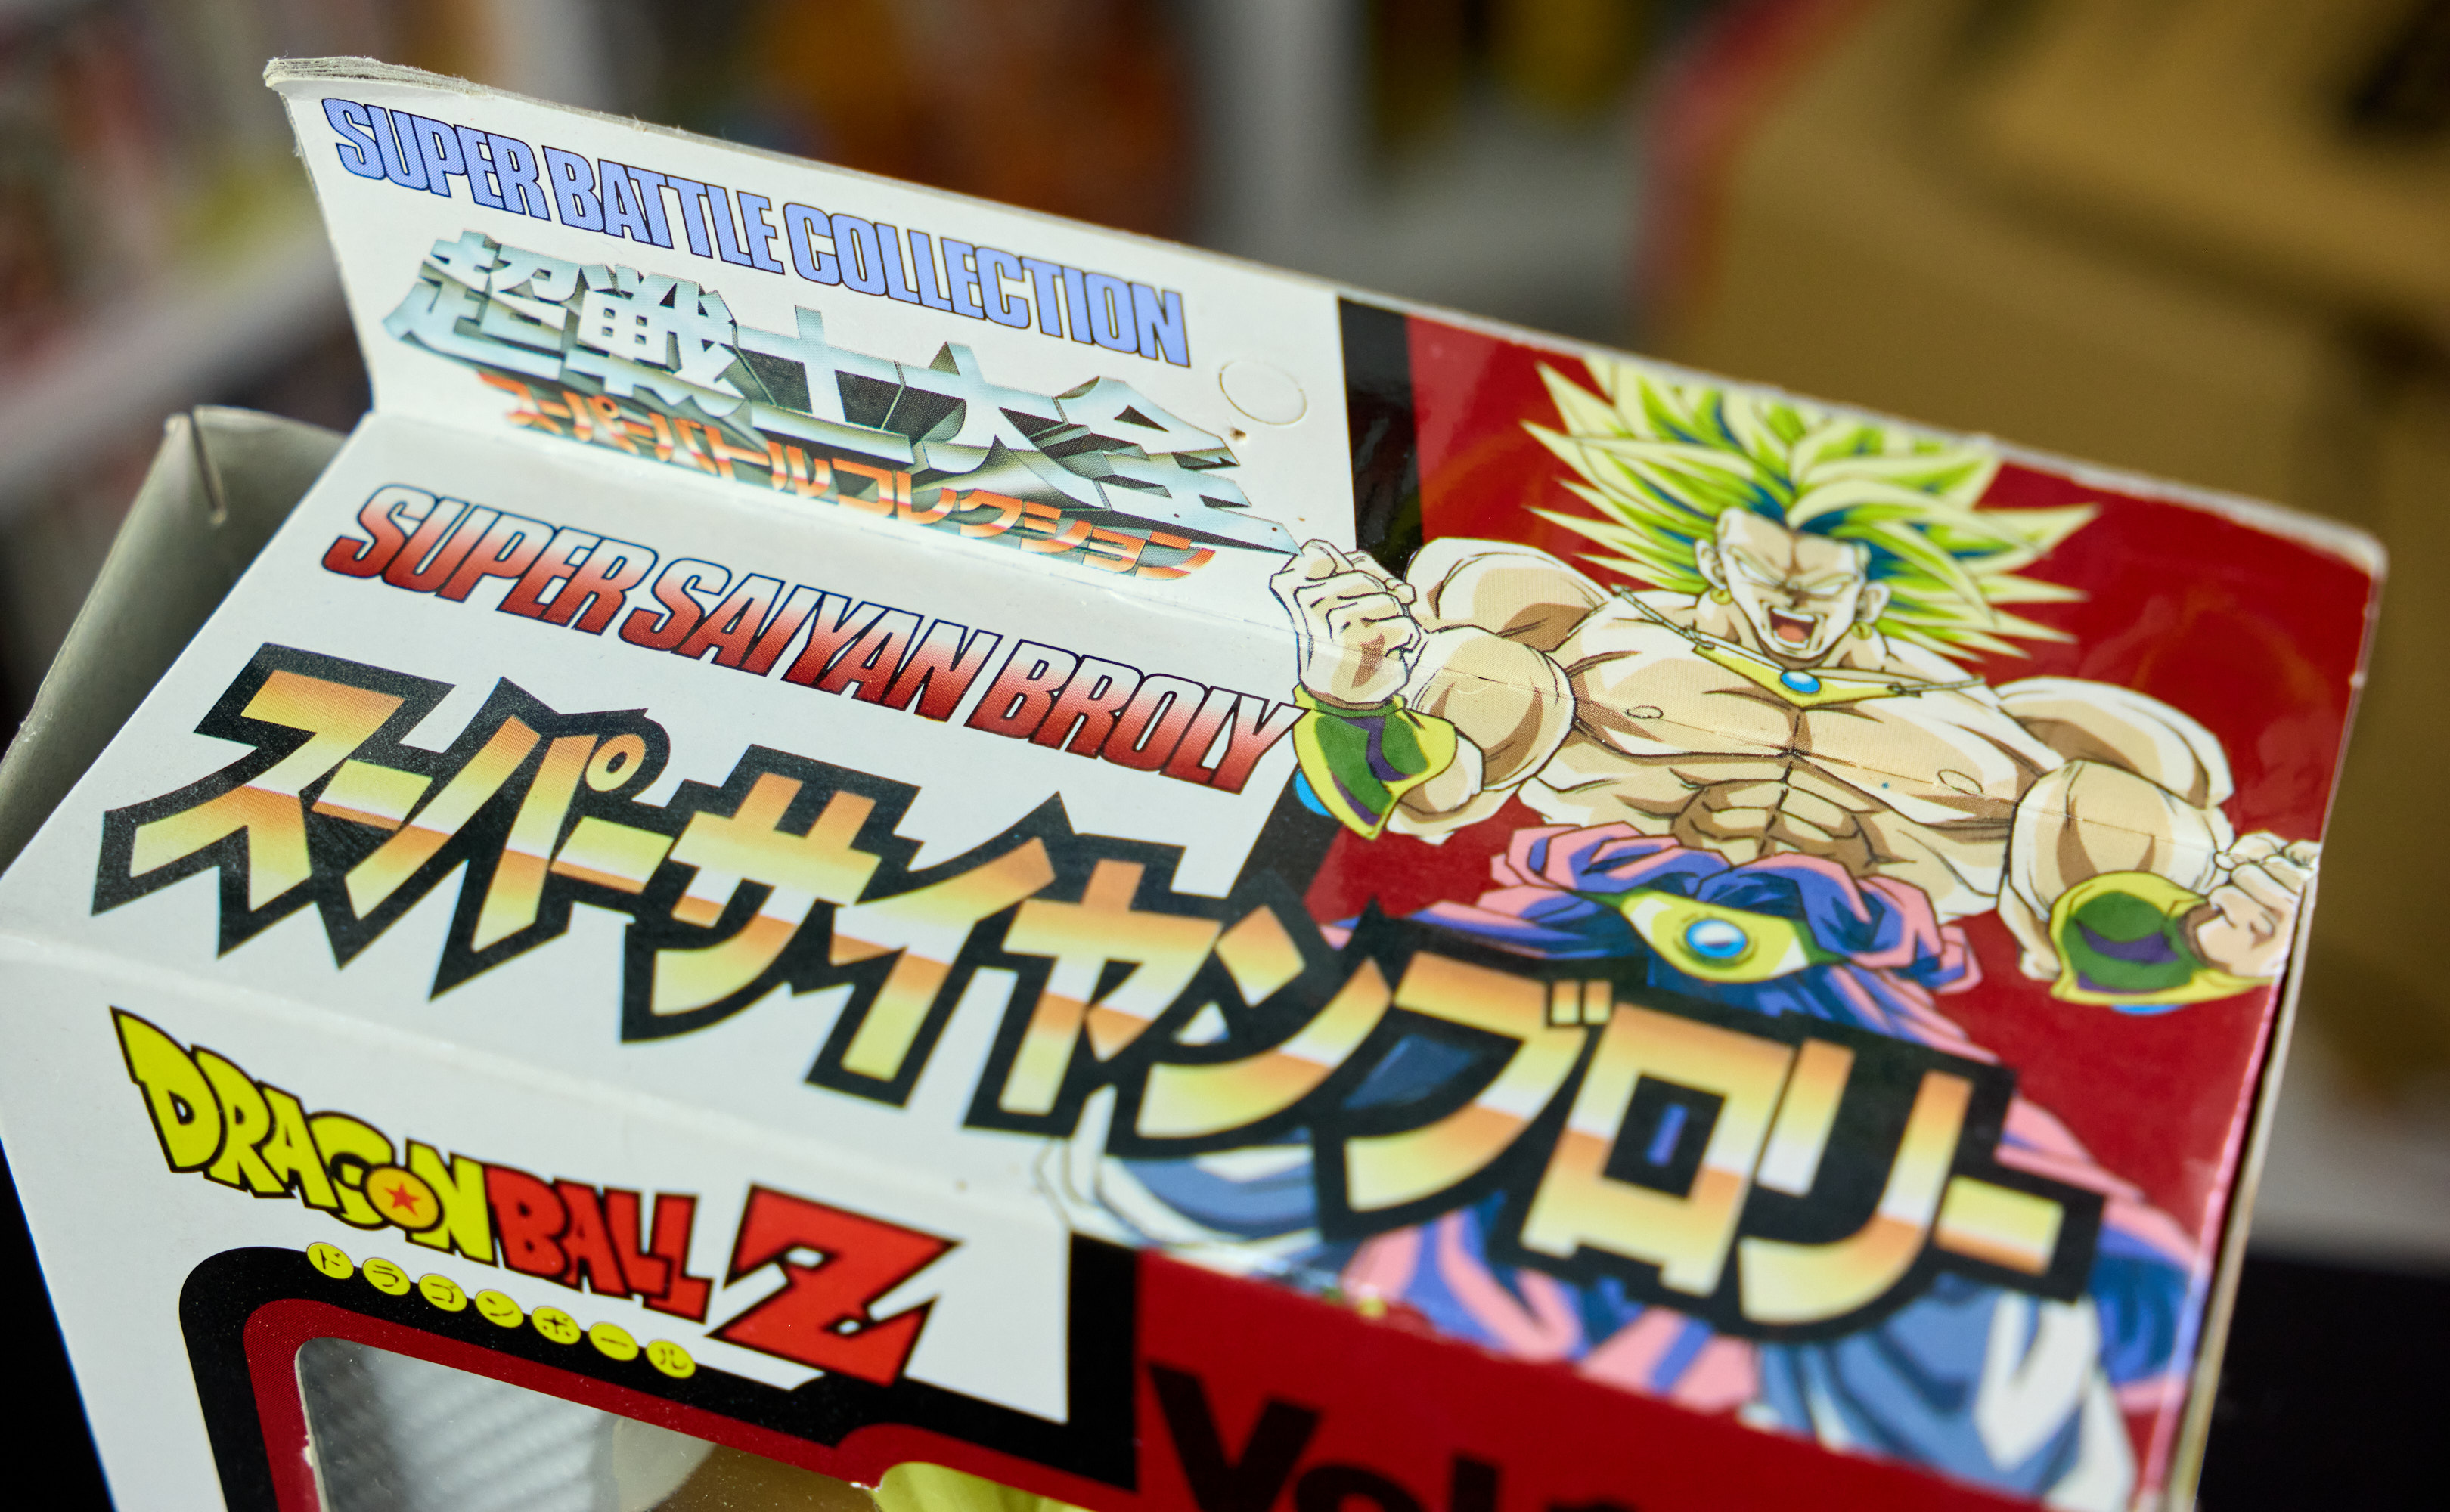 SUPER BATTLE COLLECTION
超戦士大全
スーパーバトルコレクション
SUPER SAIYAN BROLY
スーパーサイヤンブロリー
DRAGON BALL Z
ドラゴンボール
Vol